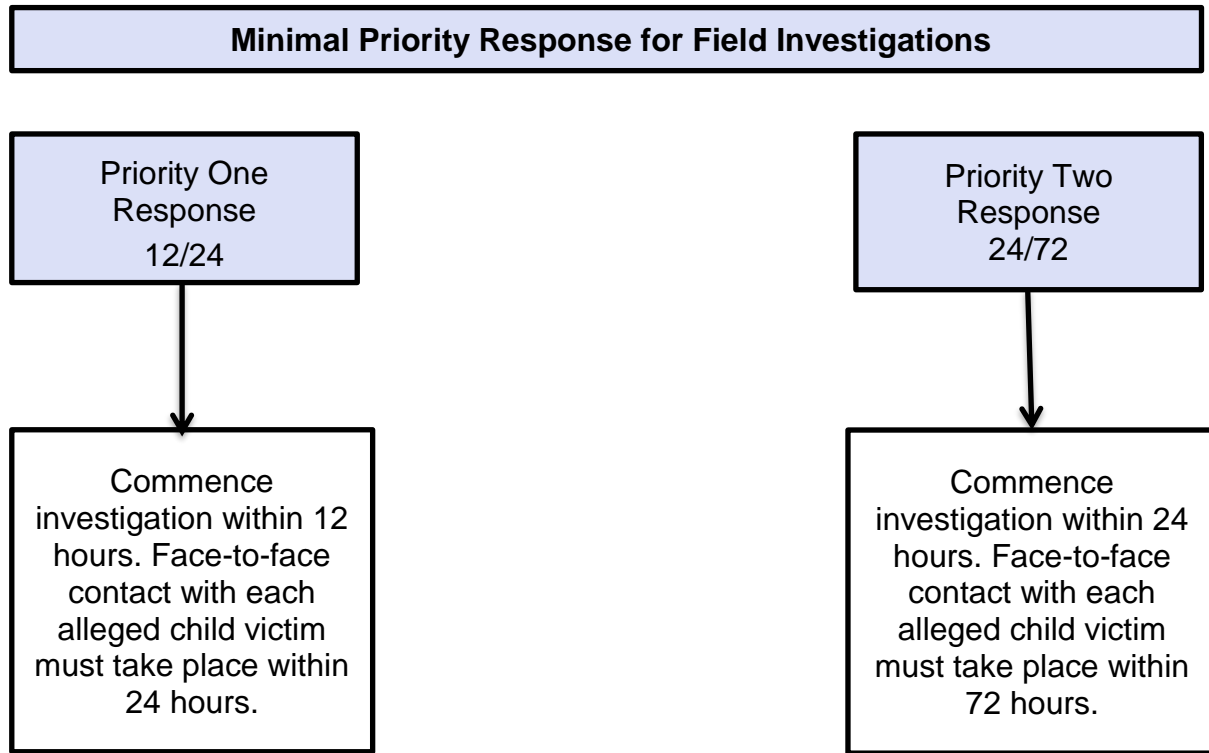 Minimal Priority Response for Field Investigations
Priority One
Response
12/24
Priority Two
Response
24/72
Commence
investigation within 12
hours. Face-to-face
contact with each
alleged child victim
must take place within
24 hours.
Commence
investigation within 24
hours. Face-to-face
contact with each
alleged child victim
must take place within
72 hours.